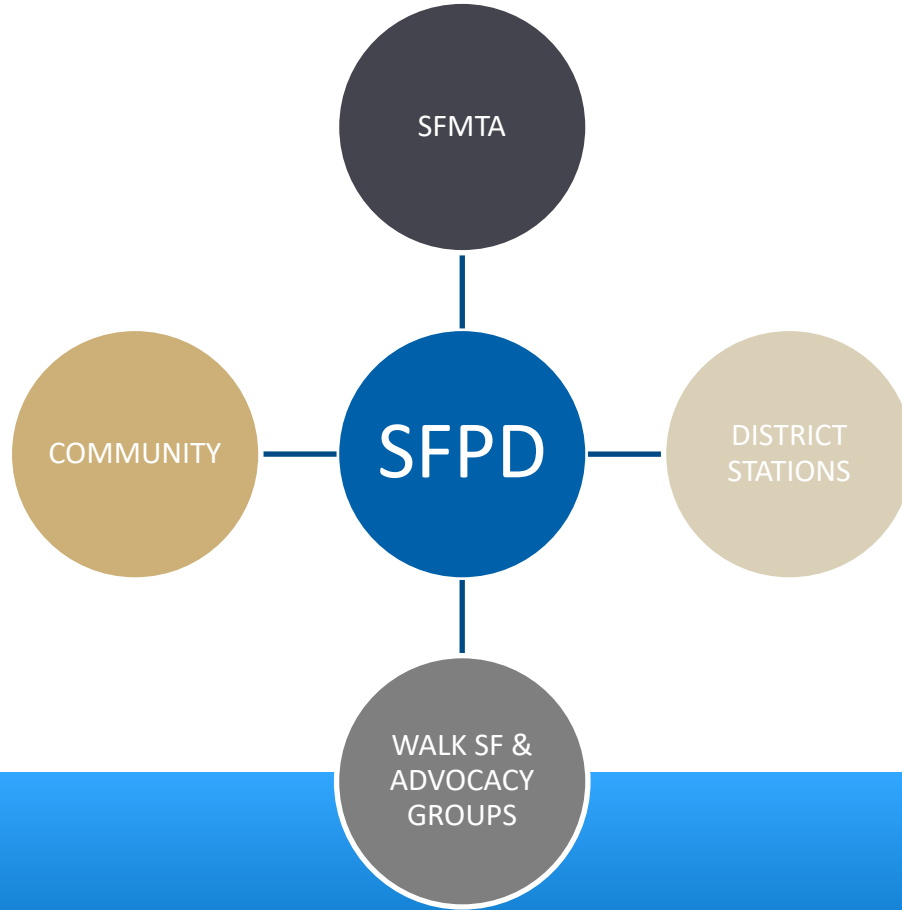 SFMTA
COMMUNITY
SFPD
DISTRICT
STATIONS
WALK SF &
ADVOCACY
GROUPS